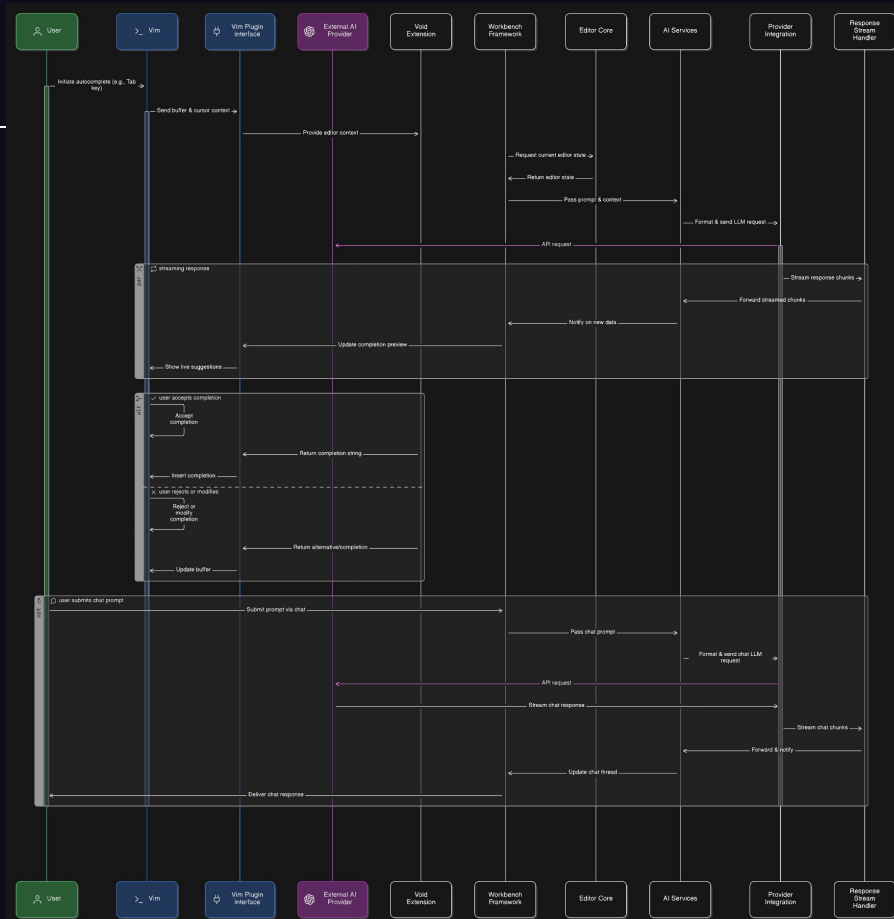 User
Vim
Vim Plugin
Interface
External AI
Provider
Void
Extension
Workbench
Framework
Editor Core
AI Services
Provider
Integration
Response
Stream
Handler
Initiate autocomplete (e.g., Tab
key)
Send buffer & cursor context
Provide editor context
Request current editor state
Return editor state
Pass prompt & context
Format & send LLM request
API request
par
streaming response
Stream response chunks
Forward streamed chunks
Notify on new data
Update completion preview
Show live suggestions
alt
user accepts completion
Accept
completion
Return completion string
Insert completion
user rejects or modifies
Reject or
modify
completion
Return alternative/completion
Update buffer
opt
user submits chat prompt
Submit prompt via chat
Pass chat prompt
Format & send chat LLM
request
API request
Stream chat response
Stream chat chunks
Forward & notify
Update chat thread
Deliver chat response
User
Vim
Vim Plugin
Interface
External AI
Provider
Void
Extension
Workbench
Framework
Editor Core
AI Services
Provider
Integration
Response
Stream
Handler